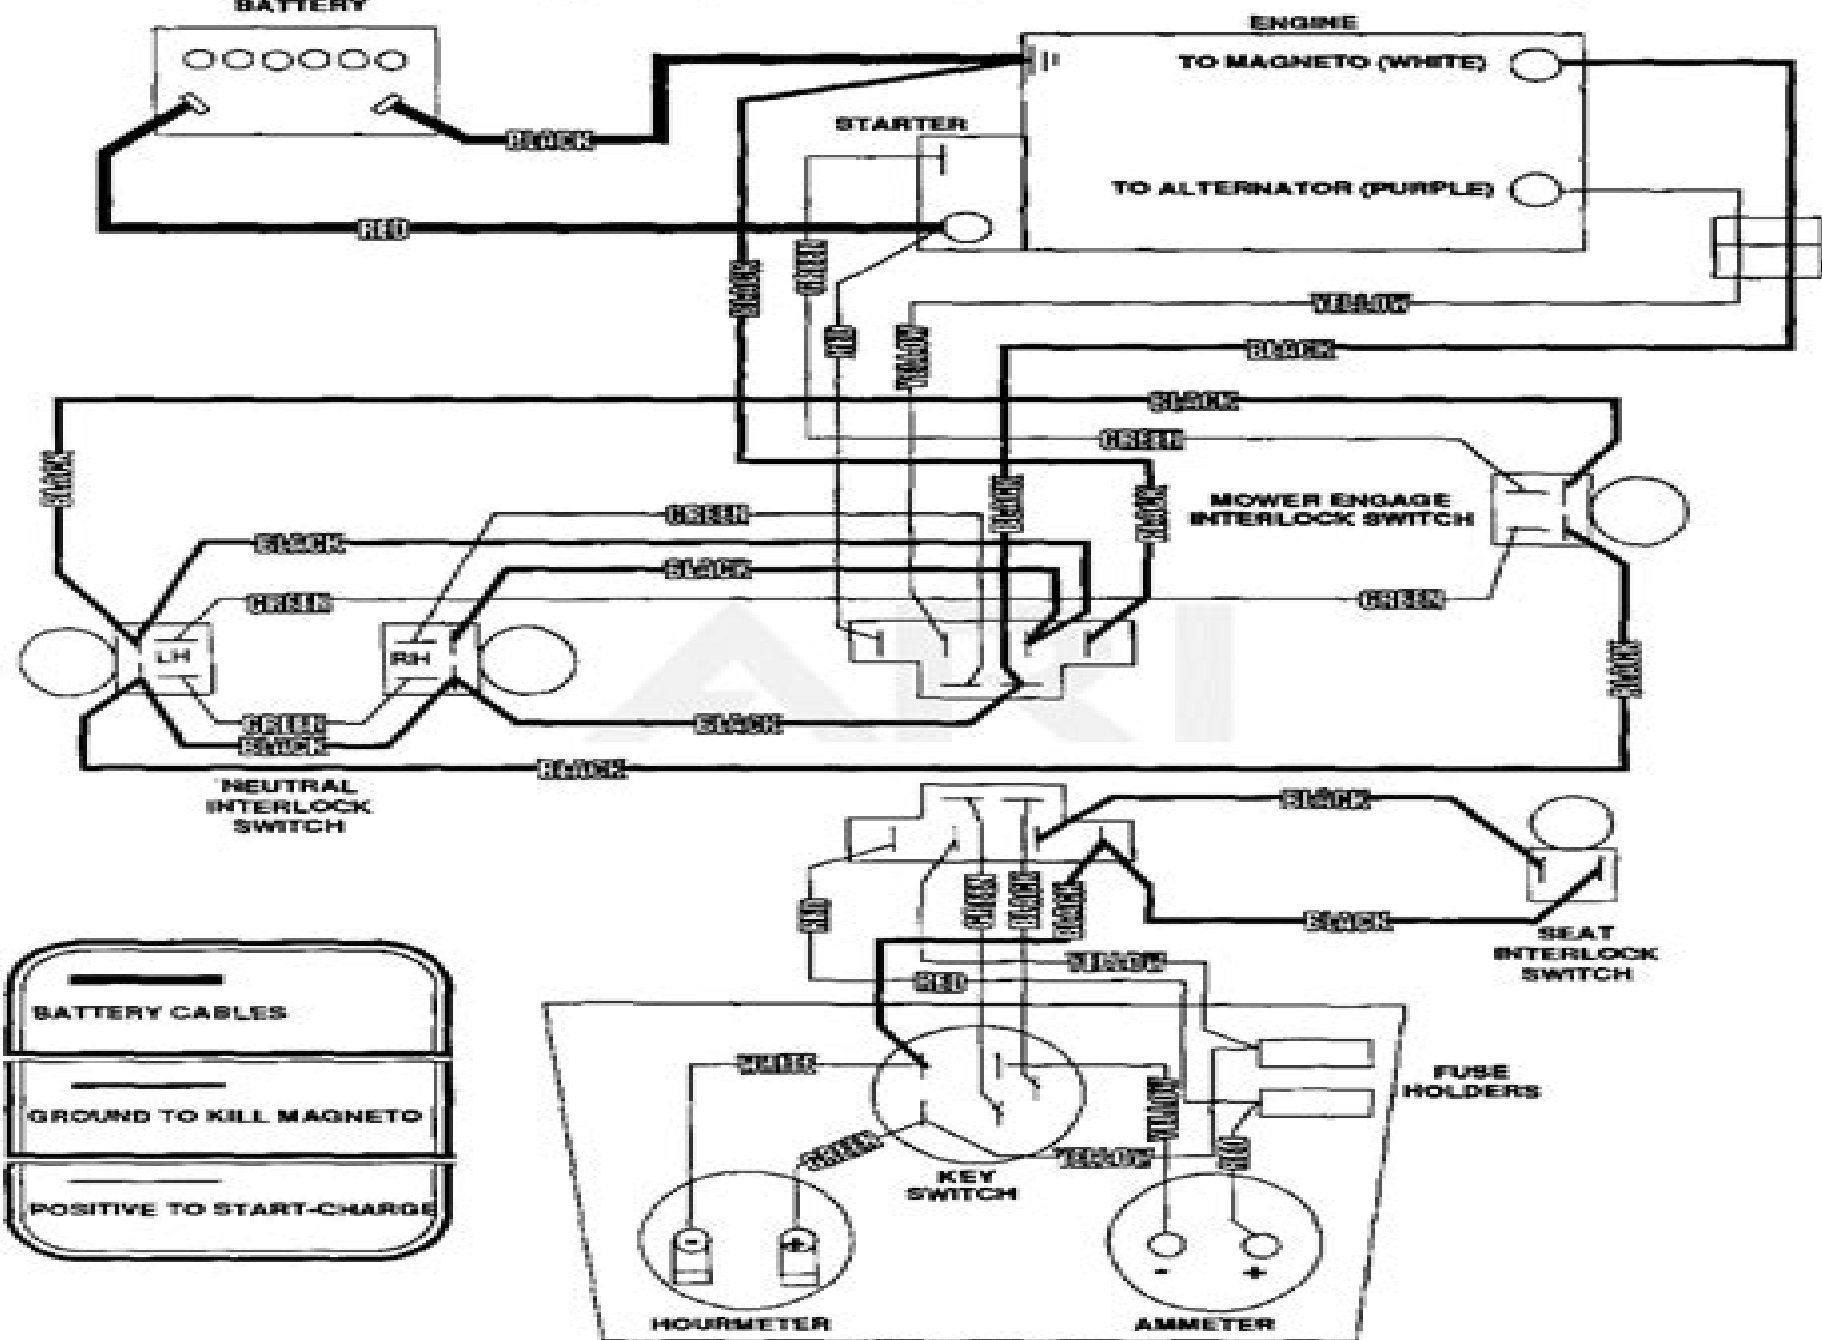 BATTERY
ENGINE
TO MAGNETO (WHITE)
STARTER
BLACK
TO ALTERNATOR (PURPLE)
RED
GREEN
BLACK
YELLOW
RED
YELLOW
BLACK
BLACK
GREEN
BLACK
BLACK
BLACK
MOWER ENGAGE
INTERLOCK SWITCH
GREEN
BLACK
BLACK
GREEN
GREEN
LH
RH
BLACK
GREEN
BLACK
BLACK
BLACK
NEUTRAL
INTERLOCK
SWITCH
BLACK
RED
GREEN
BLACK
BLACK
BLACK
SEAT
INTERLOCK
SWITCH
YELLOW
RED
BATTERY CABLES
WHITE
FUSE
HOLDERS
GROUND TO KILL MAGNETO
YELLOW
GREEN
YELLOW
RED
KEY
SWITCH
POSITIVE TO START-CHARGE
-
+
-
+
HOURMETER
AMMETER